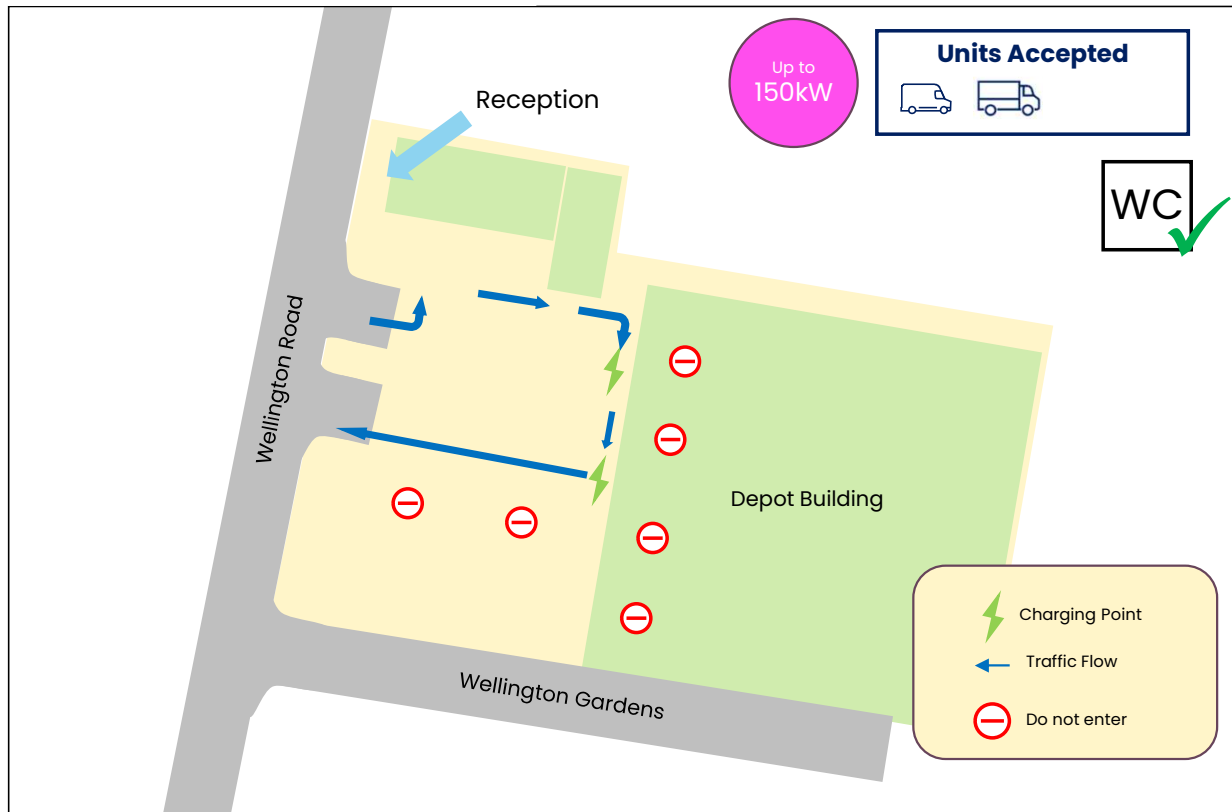 Up to
150kW
Units Accepted
Reception
WC
Wellington Road
Depot Building
Charging Point
Traffic Flow
Do not enter
Wellington Gardens